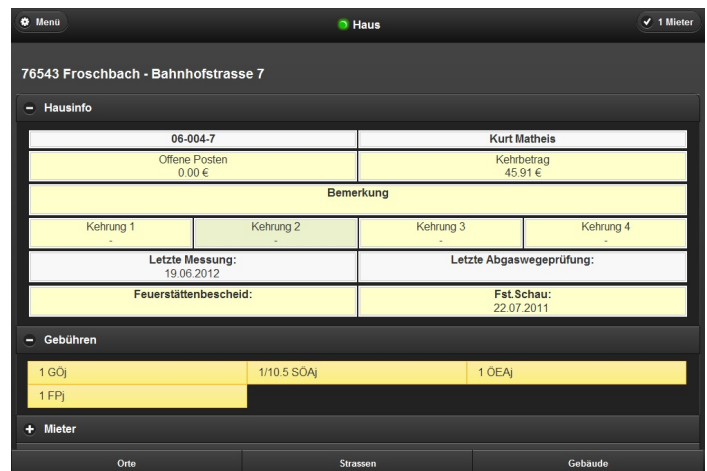 Menü
Haus
1 Mieter
76543 Froschbach - Bahnhofstrasse 7
Hausinfo
06-004-7 Kurt Matheis
Offene Posten Kehrbetrag
0.00 € 45.91 €
Bemerkung
Kehrung 1 Kehrung 2 Kehrung 3 Kehrung 4
- - - -
Letzte Messung: Letzte Abgaswegeprüfung:
19.06.2012
Feuerstättenbescheid: Fst.Schau:
22.07.2011
Gebühren
1 GÖj 1/10.5 SÖAj 1 ÖEAj
1 FPj
Mieter
Orte Strassen Gebäude